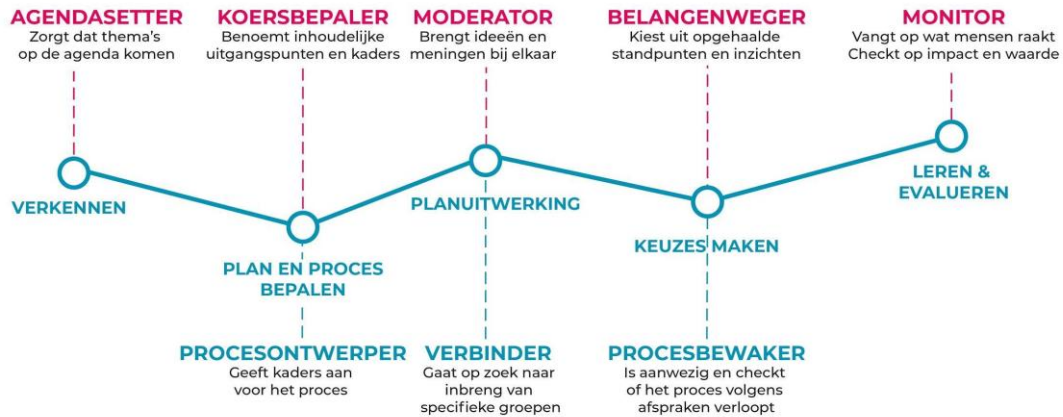 AGENDASETTER
Zorgt dat thema's
op de agenda komen
KOERSBEPALER
Benoemt inhoudelijke
uitgangspunten en kaders
MODERATOR
Brengt ideeën en
meningen bij elkaar
BELANGENWEGER
Kiest uit opgehaalde
standpunten en inzichten
MONITOR
Vangt op wat mensen raakt
Checkt op impact en waarde
VERKENNEN
PLAN EN PROCES
BEPALEN
PLANUITWERKING
KEUZES MAKEN
LEREN &
EVALUEREN
PROCESONTWERPER
Geeft kaders aan
voor het proces
VERBINDER
Gaat op zoek naar
inbreng van
specifieke groepen
PROCESBEWAKER
Is aanwezig en checkt
of het proces volgens
afspraken verloopt